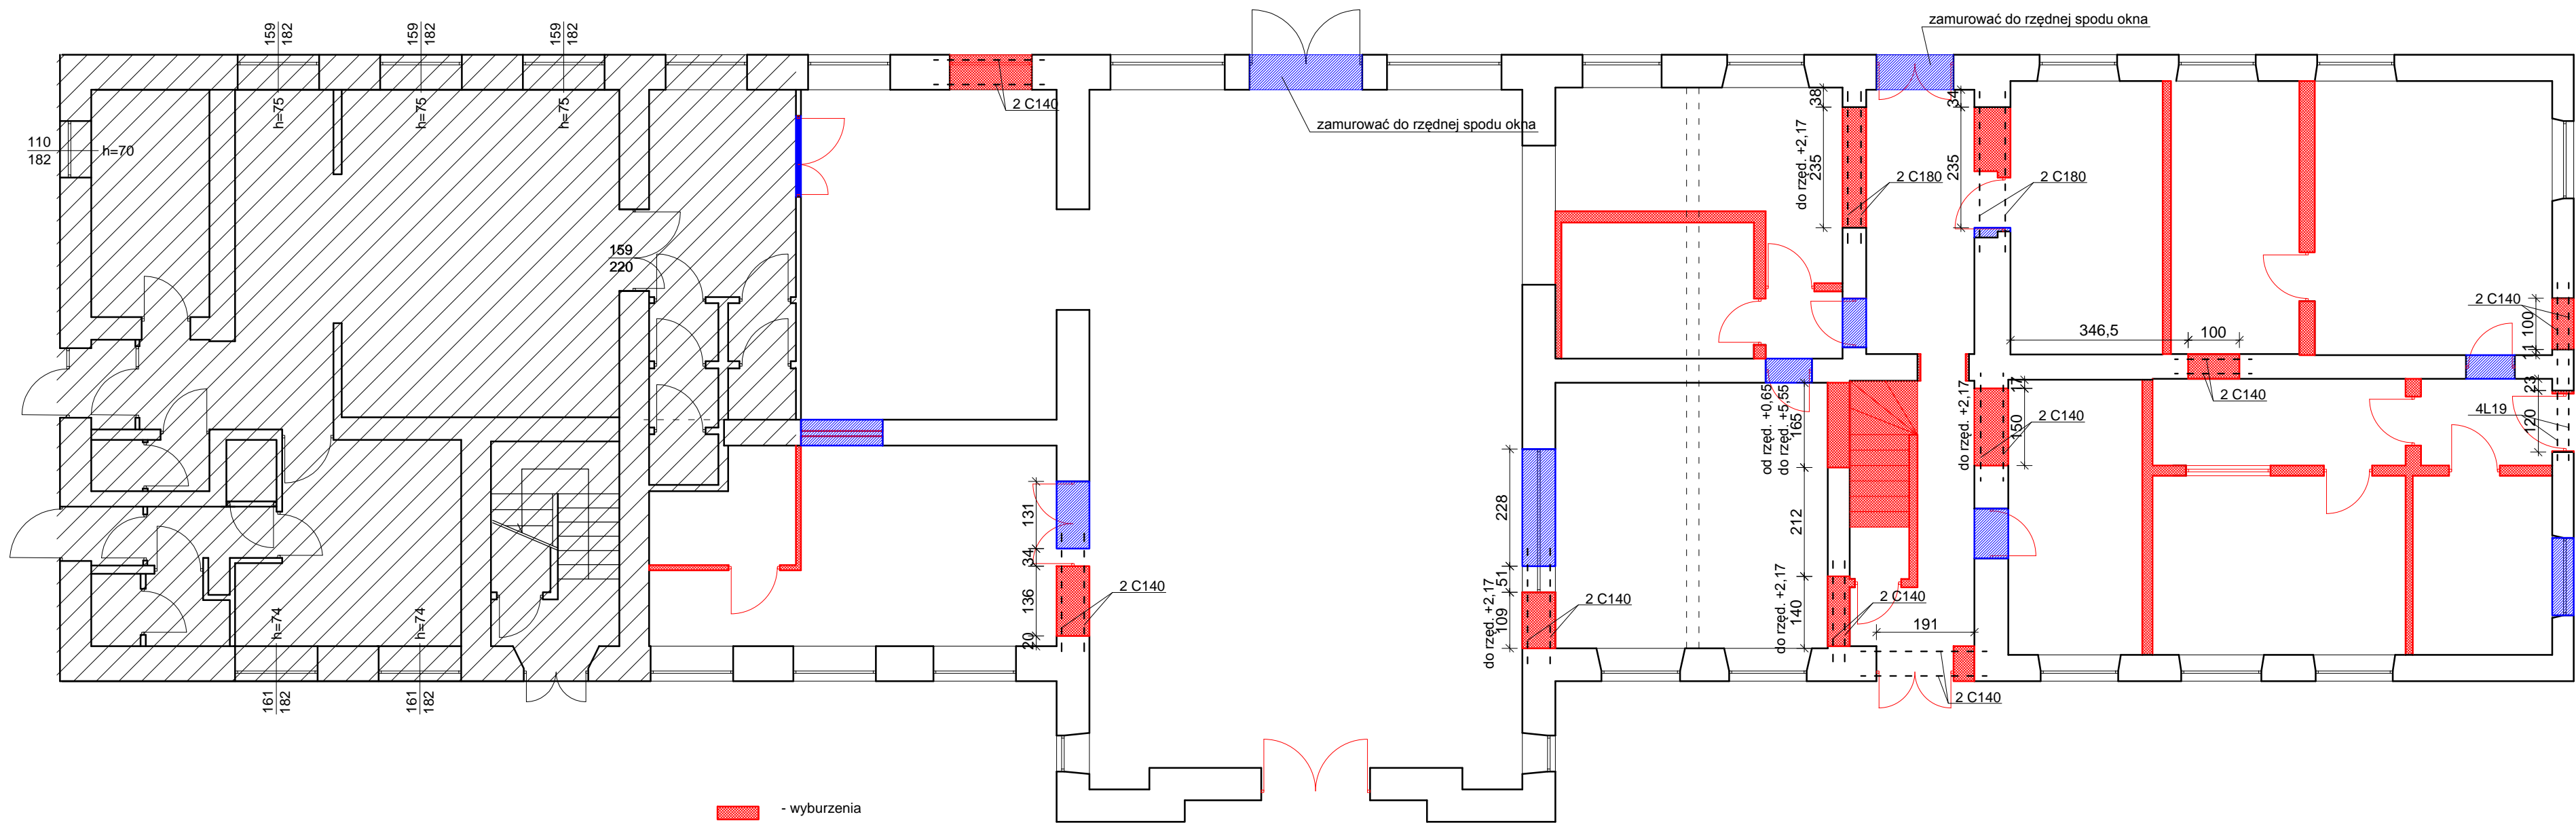 159
182
159
182
159
182
zamurować do rzędnej spodu okna
h=75
h=75
h=75
2 C140
zamurować do rzędnej spodu okna
110
182
h=70
38
do rzęd. +2,17
235
2 C180
34
235
2 C180
159
220
2 C140
100
11
346,5
100
2 C140
23
4L19
120
od rzęd. +0,65
do rzęd. +5,55
165
do rzęd. +2,17
17
150
2 C140
131
34
136
20
2 C140
228
51
109
do rzęd. +2,17
2 C140
212
do rzęd. +2,17
140
2 C140
191
2 C140
h=74
h=74
161
182
161
182
- wyburzenia